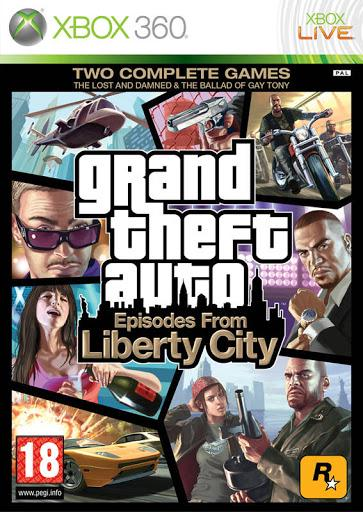 XBOX 360
XBOX
LIVE
TWO COMPLETE GAMES
THE LOST AND DAMNED & THE BALLAD OF GAY TONY
PAL
grand
theft
auto
Episodes From
Liberty City
18
www.pegi.info
R